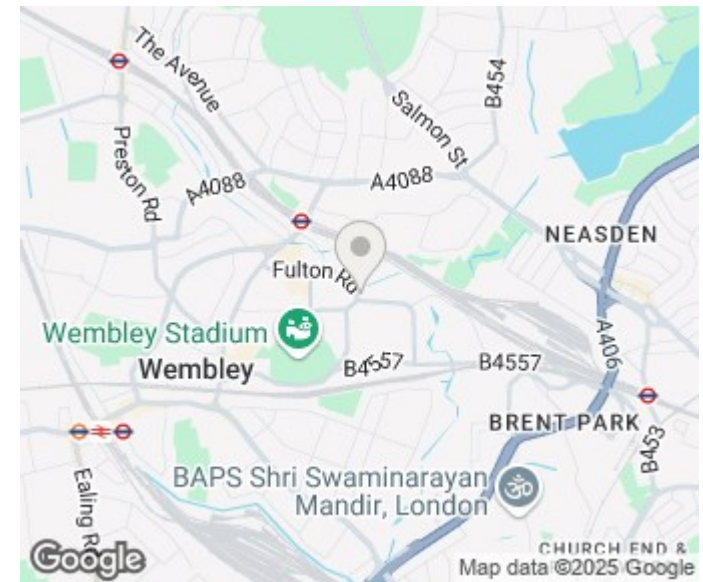 The Avenue
B454
Salmon St
Preston Rd
A4088
A4088
NEASDEN
Fulton Rd
Wembley Stadium
Wembley
B4557
B4557
A406
BRENT PARK
B453
Ealing Rd
BAPS Shri Swaminarayan
Mandir, London
CHURCH END &
Google
Map data ©2025 Google